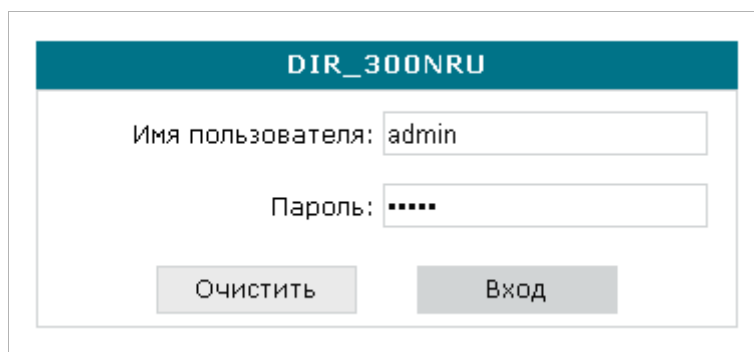 DIR_300NRU
Имя пользователя: admin
Пароль: •••••
Очистить Вход